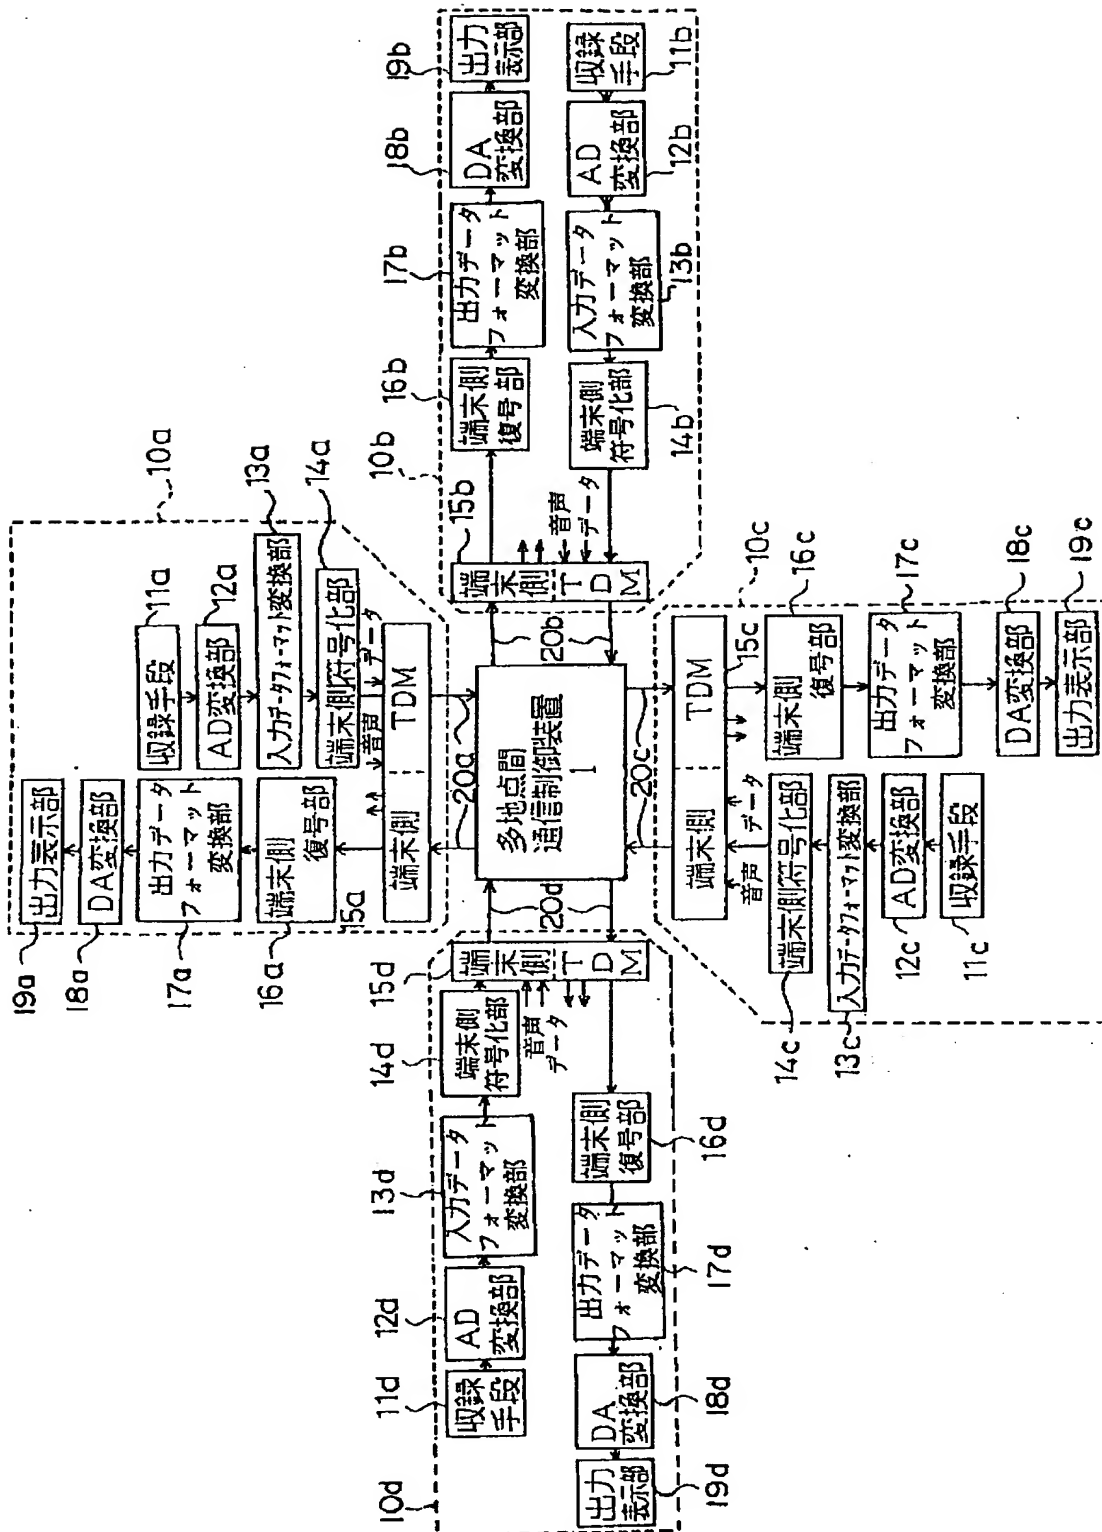 19a
出力表示部
18a
DA変換部
17a
出力データ
フォーマット
変換部
16a
端末側
復号部
15a
11a
収録手段
12a
AD変換部
13a
入力データフォーマット変換部
14a
端末側符号化部
音声
データ
端末側
TDM
10a
20a
多地点間
通信制御装置
1
10b
15b
端末側
TDM
20b
16b
端末側
復号部
17b
出力データ
フォーマット
変換部
18b
DA
変換部
19b
出力
表示部
音声
データ
14b
端末側
符号化部
13b
入力データ
フォーマット
変換部
12b
AD
変換部
11b
収録
手段
10c
20c
端末側
TDM
15c
16c
端末側
復号部
17c
出力データ
フォーマット
変換部
18c
DA変換部
19c
出力表示部
音声
データ
14c
端末側符号化部
13c
入力データフォーマット変換部
12c
AD変換部
11c
収録手段
10d
20d
15d
端末側
TDM
14d
端末側
符号化部
音声
データ
13d
入力データ
フォーマット
変換部
12d
AD
変換部
11d
収録
手段
16d
端末側
復号部
17d
出力データ
フォーマット
変換部
18d
DA
変換部
19d
出力
表示部